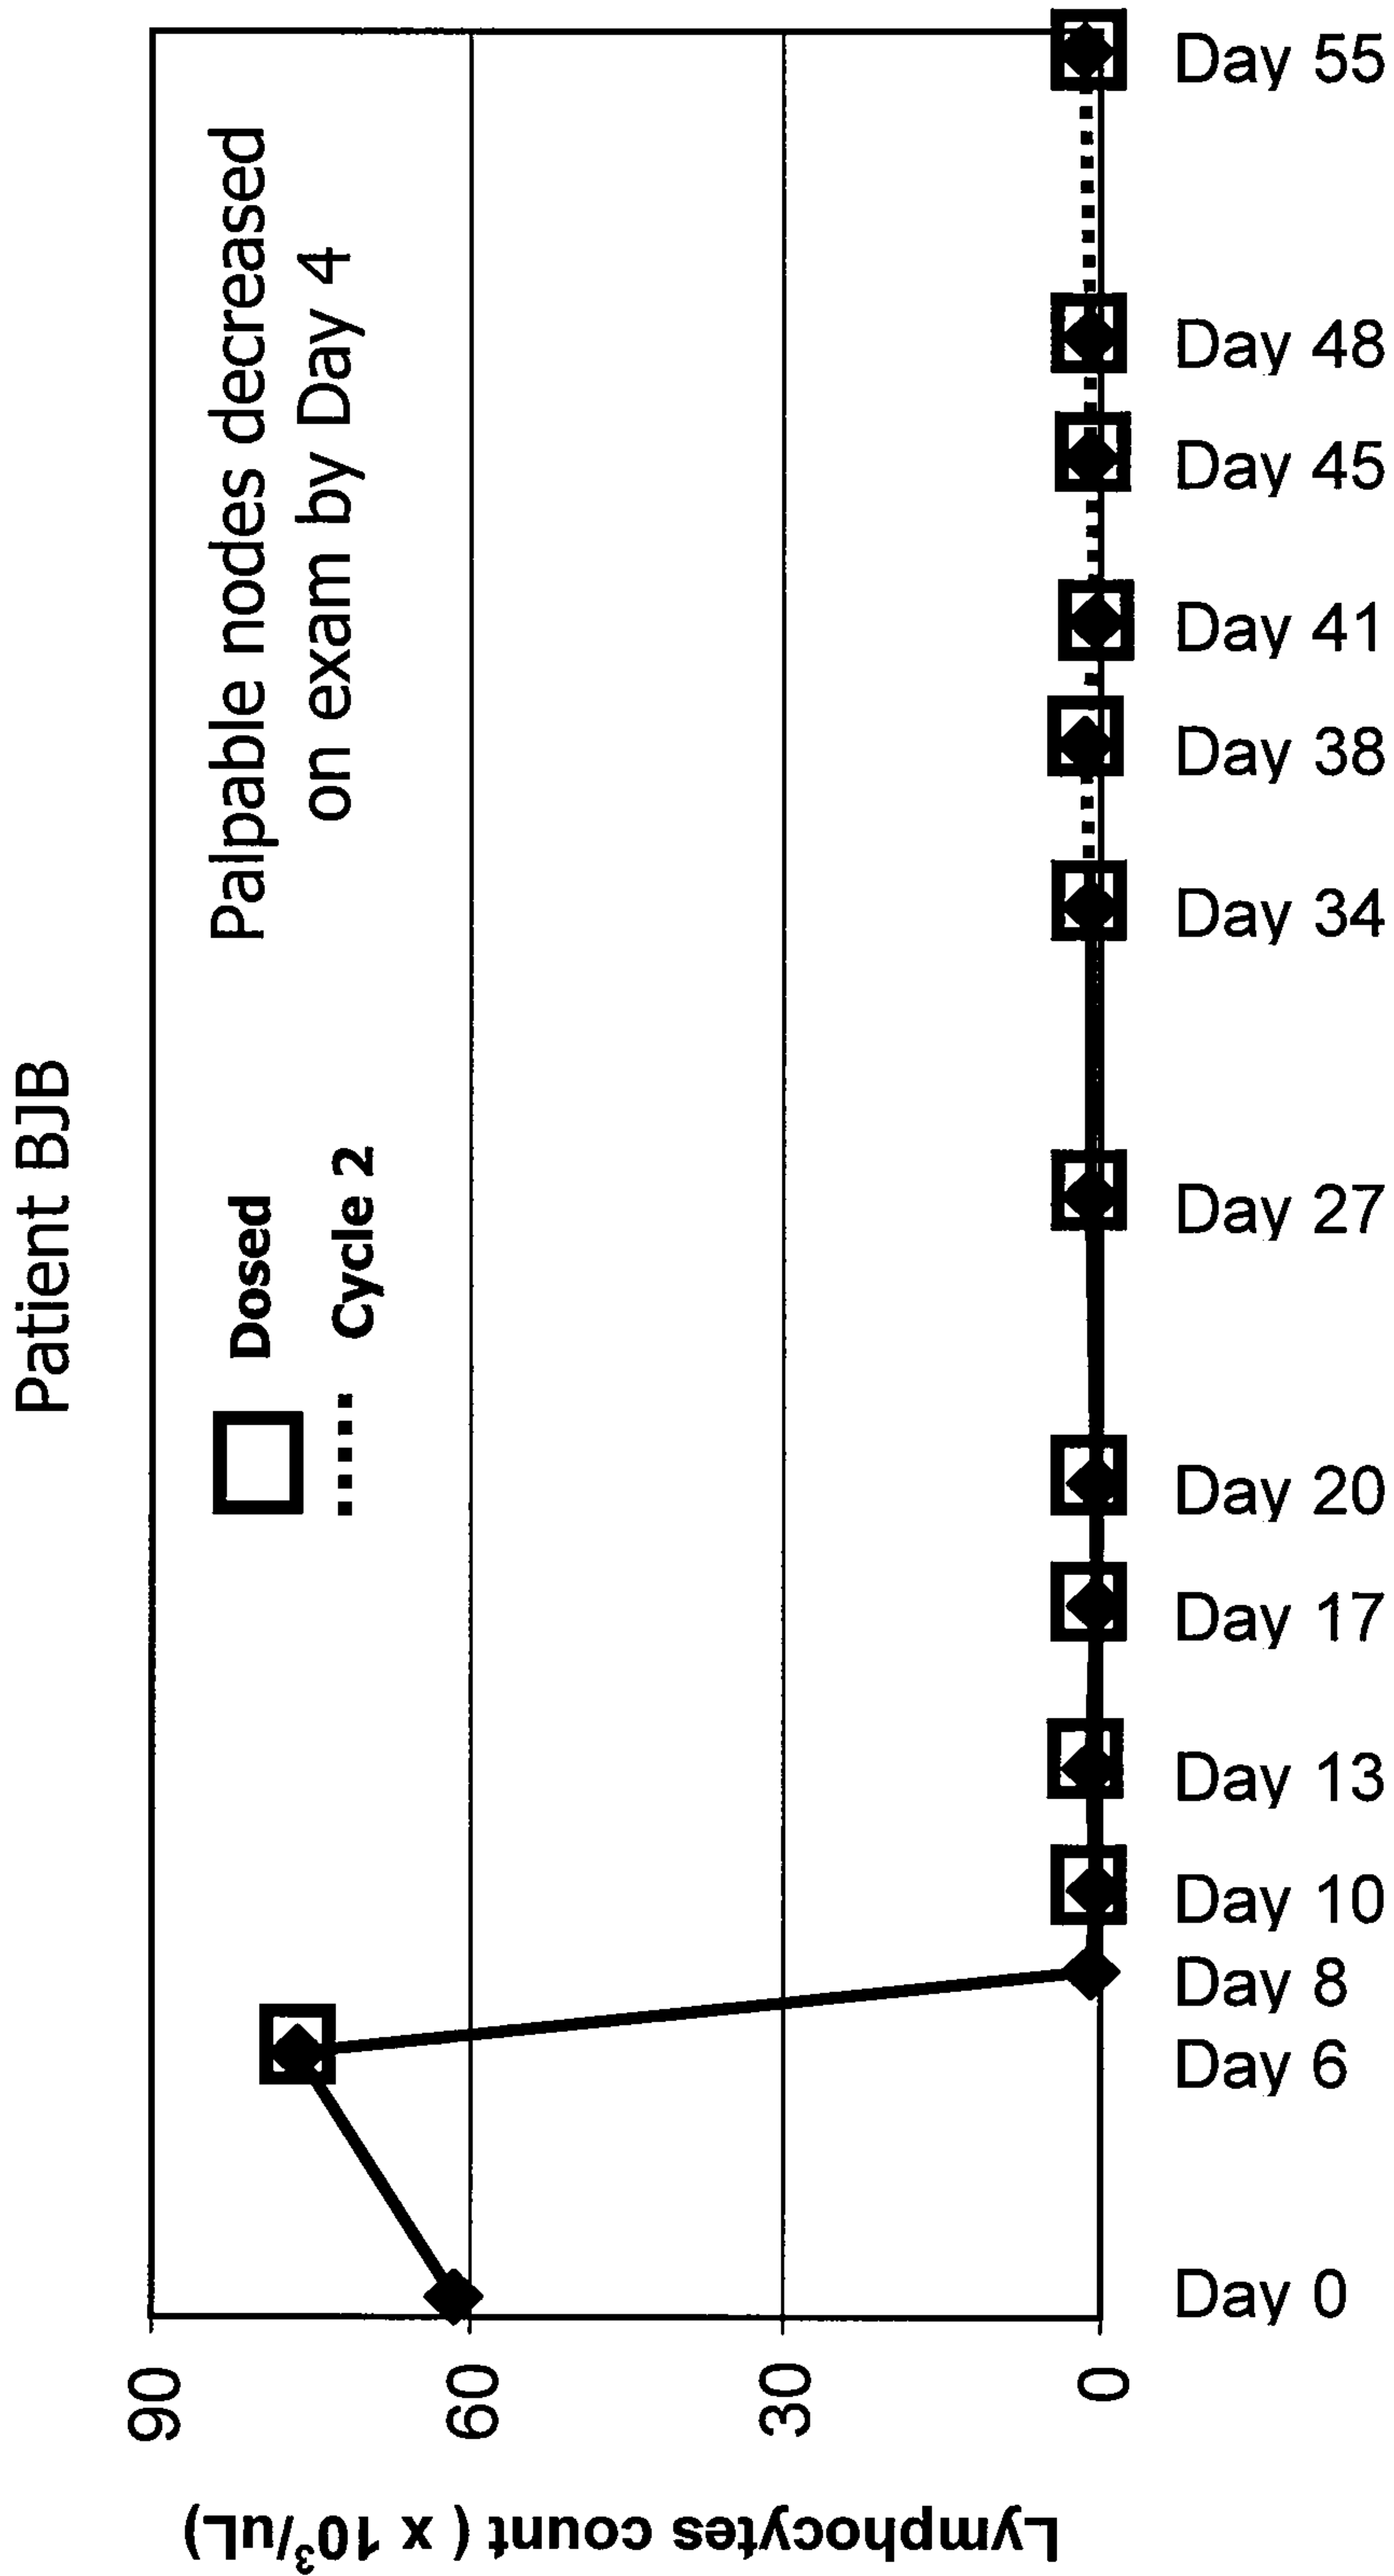 Patient BJB
Dosed
Cycle 2
Palpable nodes decreased
on exam by Day 4
Lymphocytes count ( x 10³/uL)
90
60
30
0
Day 0
Day 6
Day 8
Day 10
Day 13
Day 17
Day 20
Day 27
Day 34
Day 38
Day 41
Day 45
Day 48
Day 55